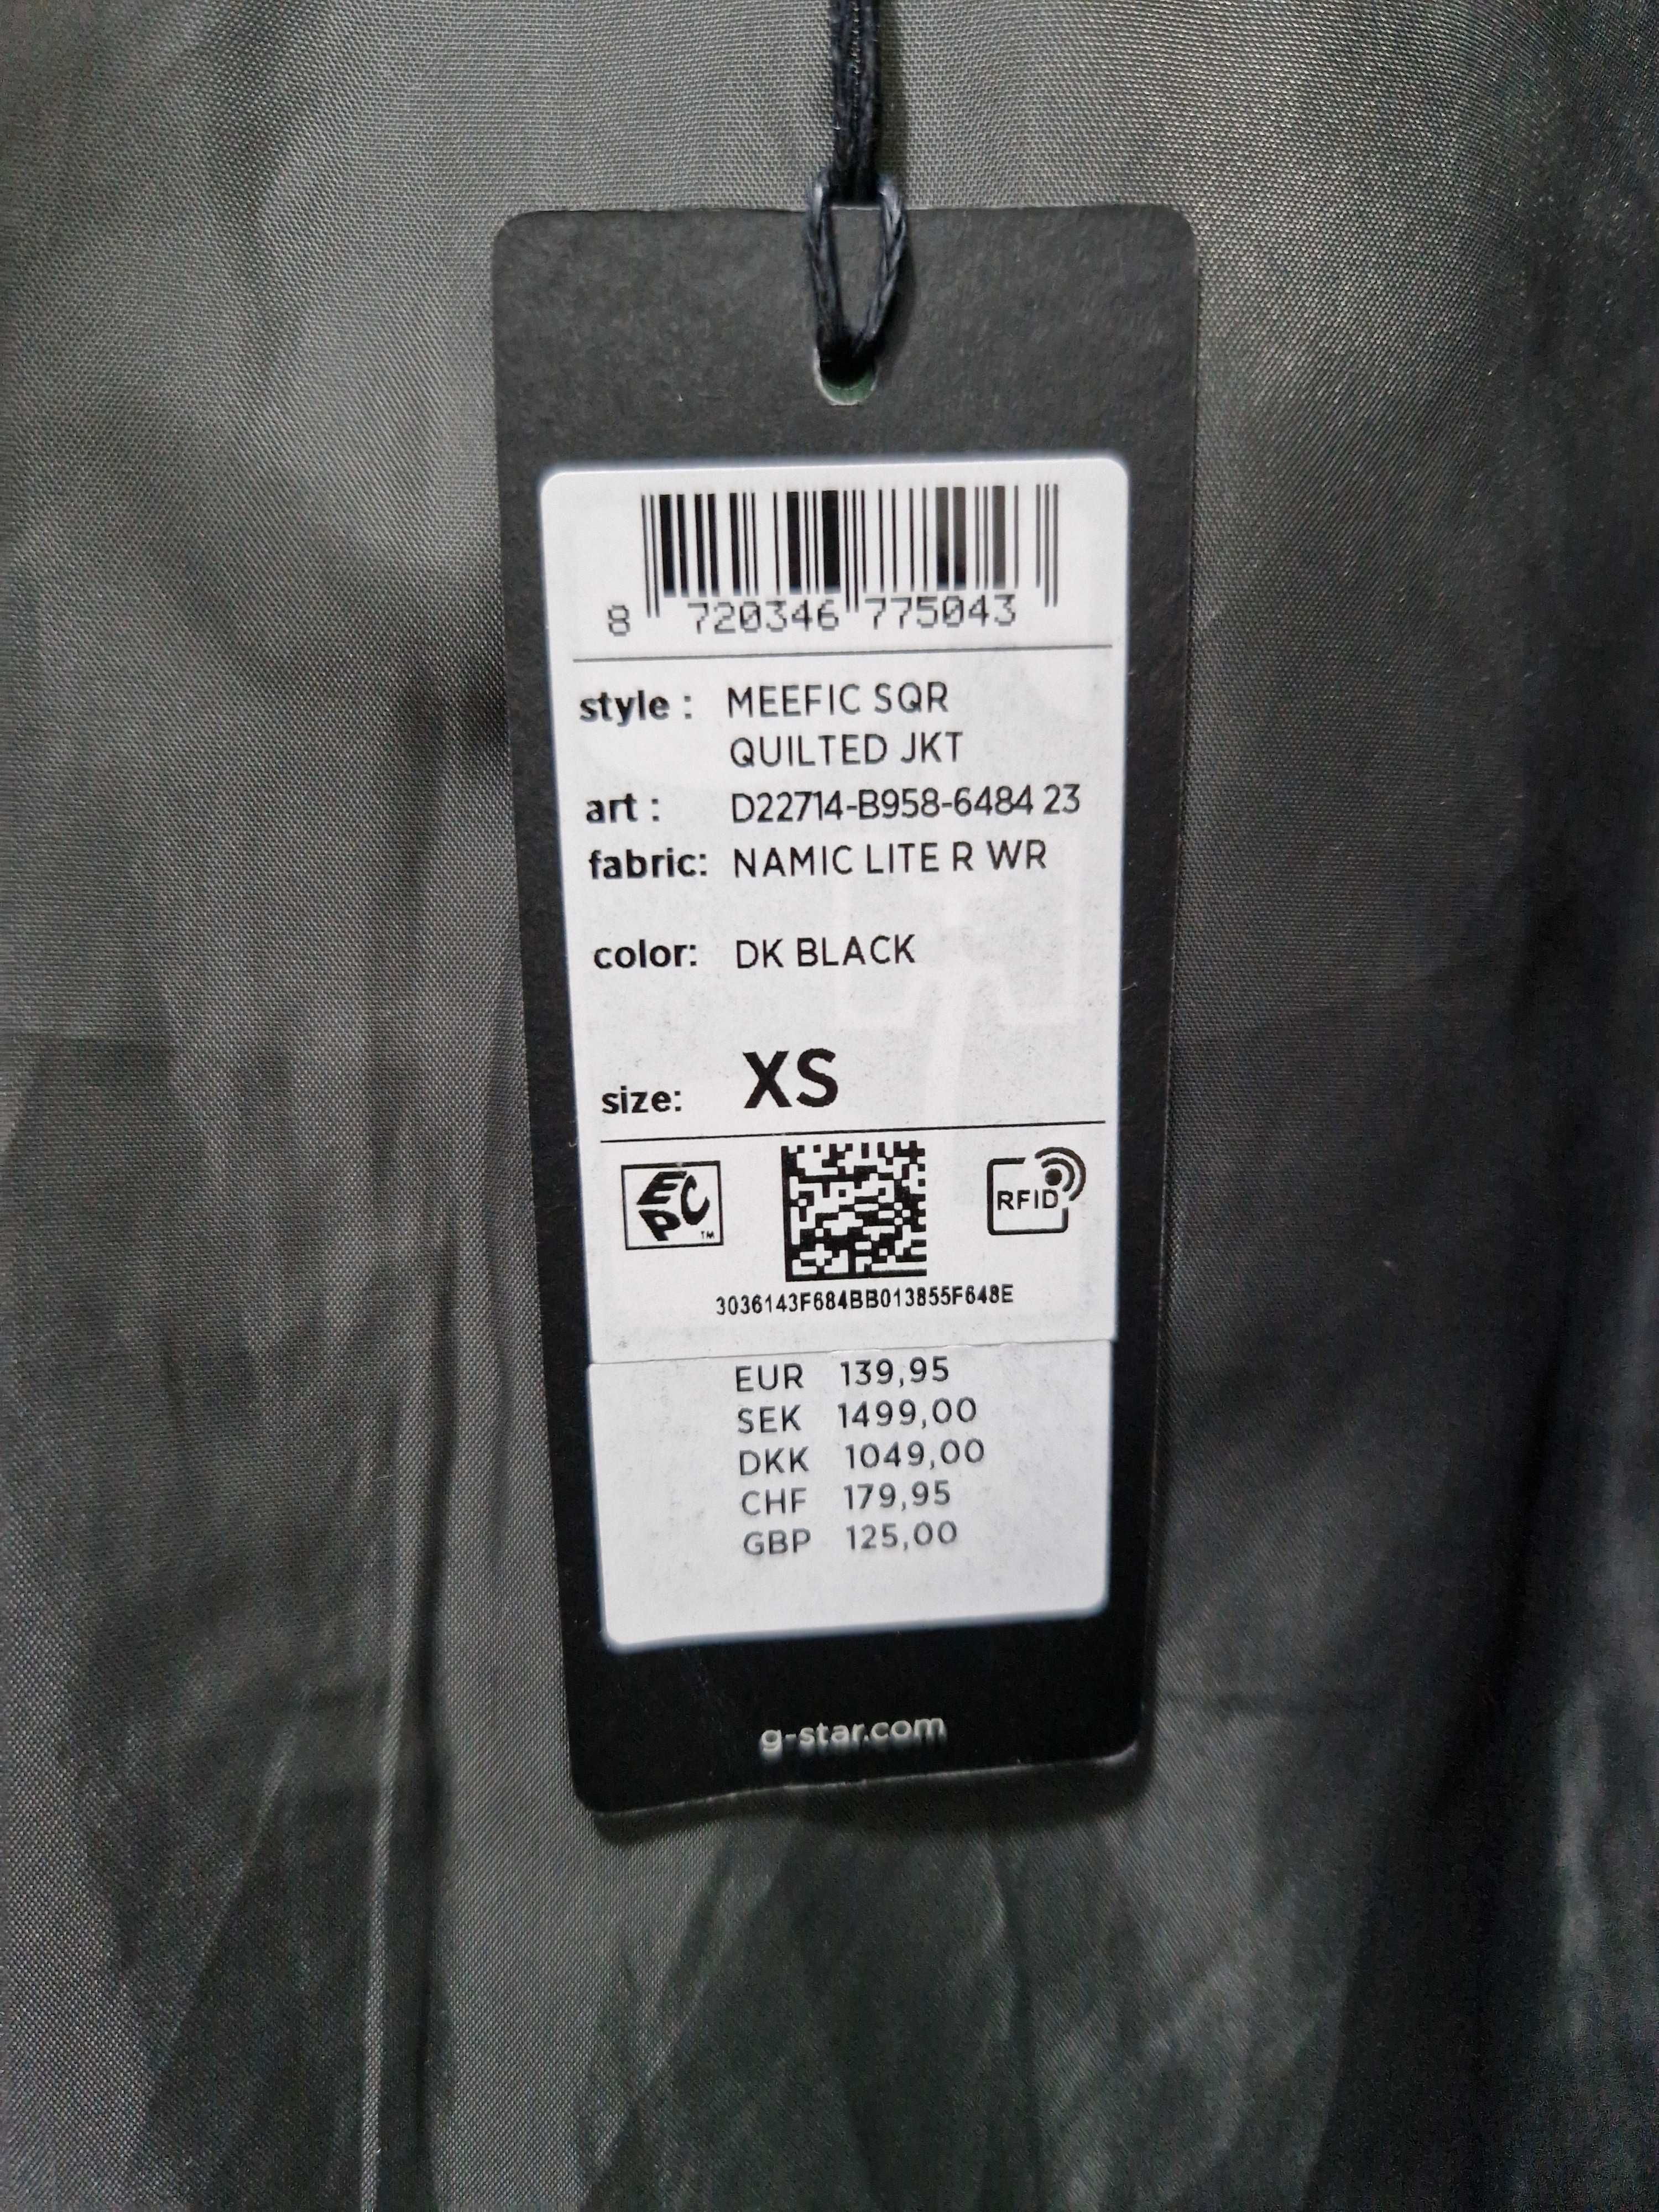 8 720346 775043
style : MEEFIC SQR
QUILTED JKT
art : D22714-B958-6484 23
fabric: NAMIC LITE R WR
color: DK BLACK
size: XS
EPC™
RFID
3036143F684BB013855F648E
EUR 139,95
SEK 1499,00
DKK 1049,00
CHF 179,95
GBP 125,00
g-star.com